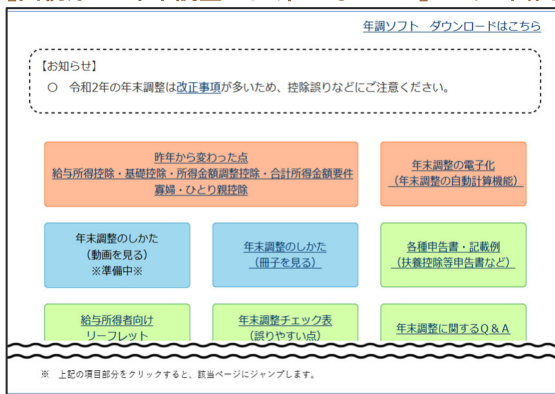 年調ソフト ダウンロードはこちら
【お知らせ】
○ 令和2年の年末調整は改正事項が多いため、控除誤りなどにご注意ください。
昨年から変わった点
給与所得控除・基礎控除・所得金額調整控除・合計所得金額要件
寡婦・ひとり親控除
年末調整の電子化
(年末調整の自動計算機能)
年末調整のしかた
(動画を見る)
※準備中※
年末調整のしかた
(冊子を見る)
各種申告書・記載例
(扶養控除等申告書など)
給与所得者向け
リーフレット
年末調整チェック表
(誤りやすい点)
年末調整に関するQ&A
※ 上記の項目部分をクリックすると、該当ページにジャンプします。